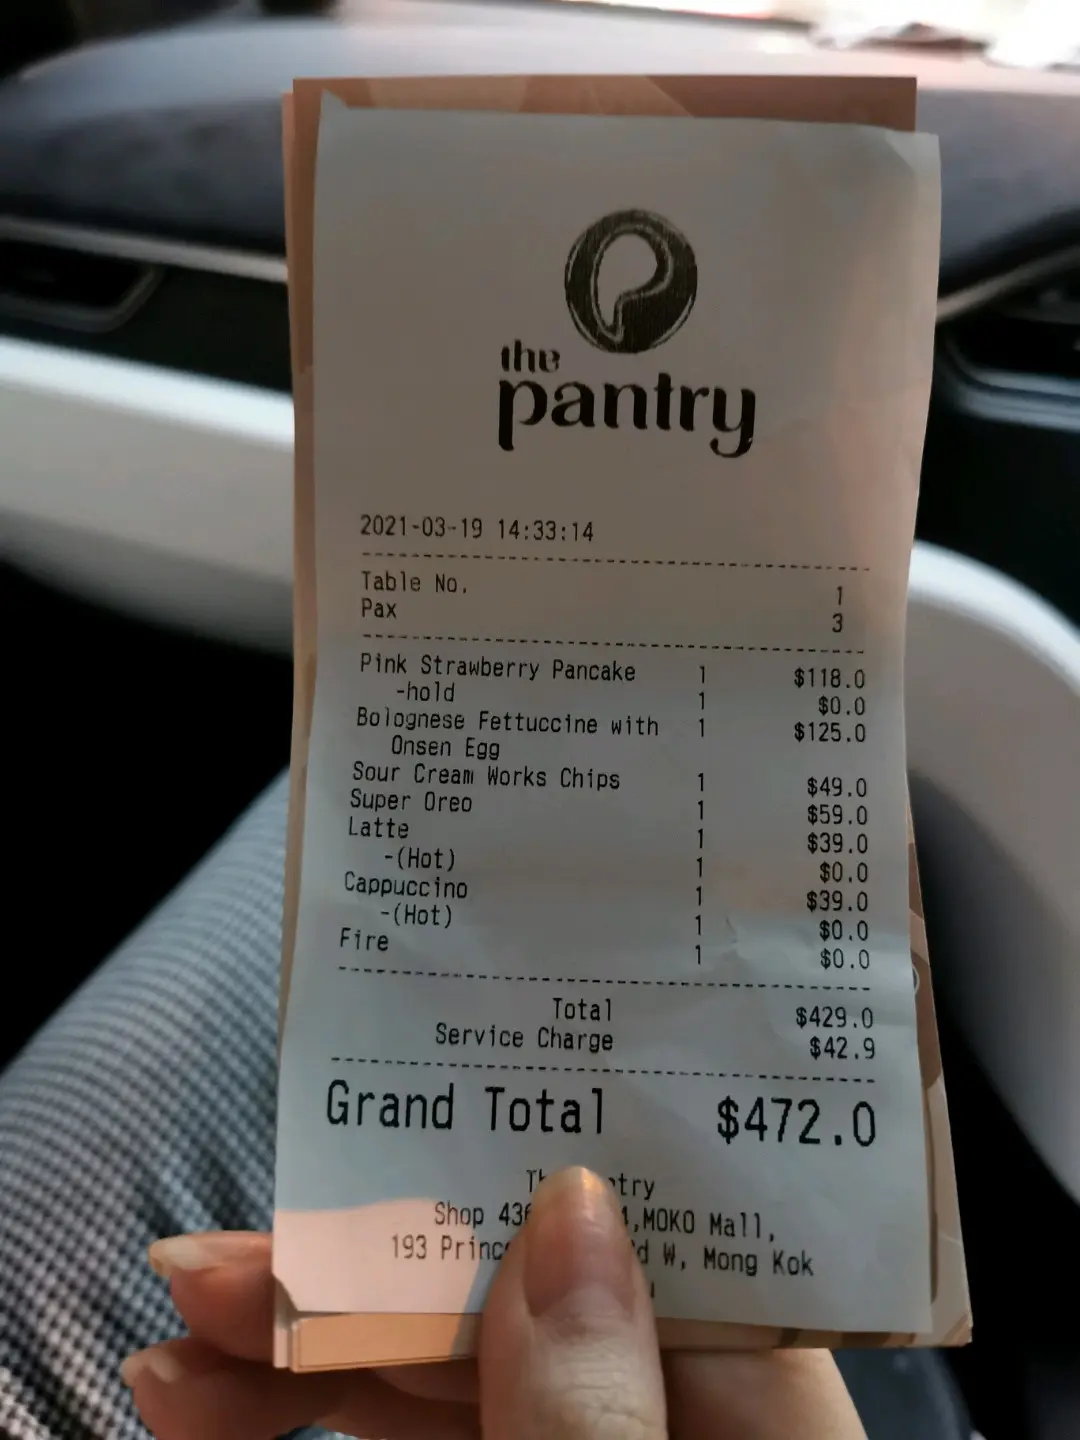 the
pantry
2021-03-19 14:33:14
Table No. 1
Pax 3
Pink Strawberry Pancake 1 $118.0
-hold 1 $0.0
Bolognese Fettuccine with 1 $125.0
Onsen Egg
Sour Cream Works Chips 1 $49.0
Super Oreo 1 $59.0
Latte 1 $39.0
-(Hot) 1 $0.0
Cappuccino 1 $39.0
-(Hot) 1 $0.0
Fire 1 $0.0
Total $429.0
Service Charge $42.9
Grand Total $472.0
Shop MOKO Mall,
193 W, Mong Kok